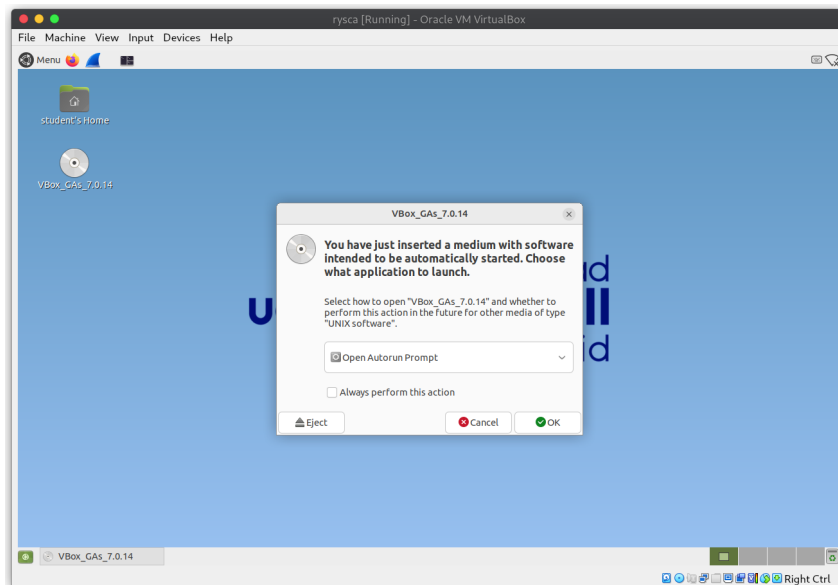 rysca [Running] - Oracle VM VirtualBox
File Machine View Input Devices Help
Menu
student's Home
VBox_GAs_7.0.14
VBox_GAs_7.0.14
You have just inserted a medium with software
intended to be automatically started. Choose
what application to launch.
Select how to open "VBox_GAs_7.0.14" and whether to
perform this action in the future for other media of type
"UNIX software".
Open Autorun Prompt
Always perform this action
Eject
Cancel
OK
VBox_GAs_7.0.14
Right Ctrl